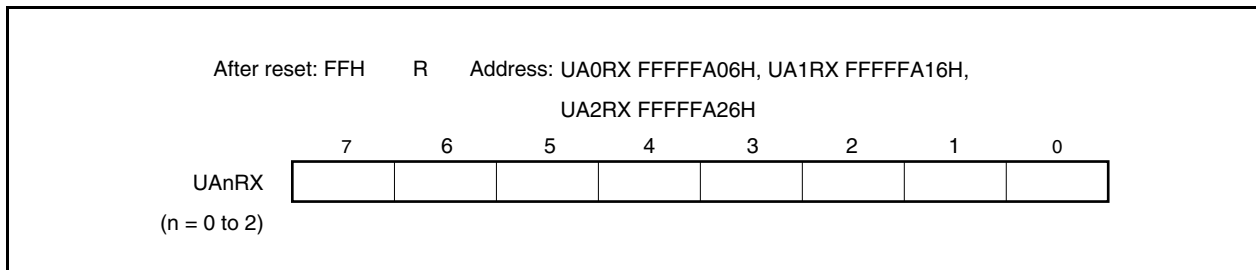 After reset: FFH R Address: UA0RX FFFFFA06H, UA1RX FFFFFA16H,
UA2RX FFFFFA26H
7 6 5 4 3 2 1 0
UAnRX
(n = 0 to 2)